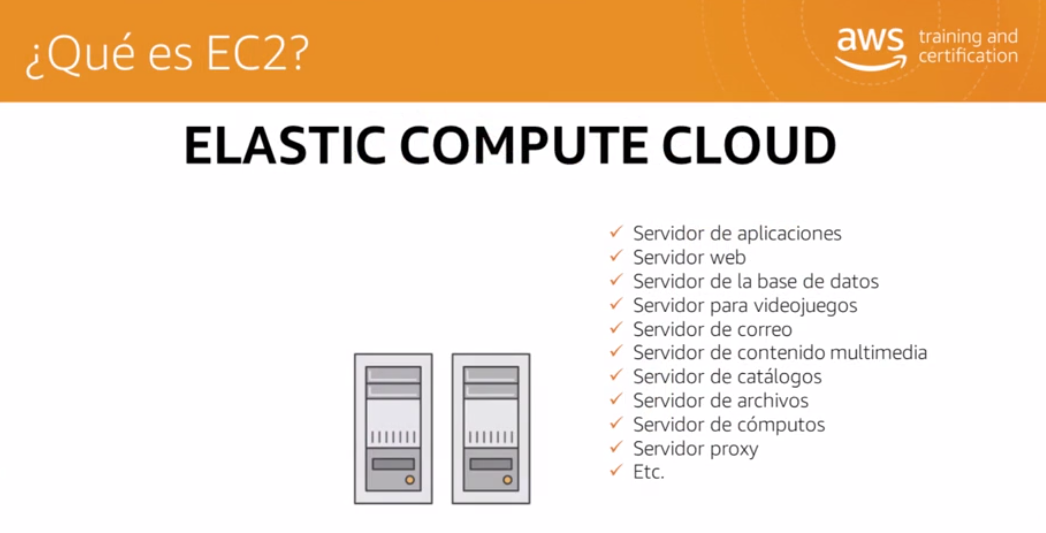 ¿Qué es EC2?
aws training and
certification
ELASTIC COMPUTE CLOUD
✓ Servidor de aplicaciones
✓ Servidor web
✓ Servidor de la base de datos
✓ Servidor para videojuegos
✓ Servidor de correo
✓ Servidor de contenido multimedia
✓ Servidor de catálogos
✓ Servidor de archivos
✓ Servidor de cómputos
✓ Servidor proxy
✓ Etc.